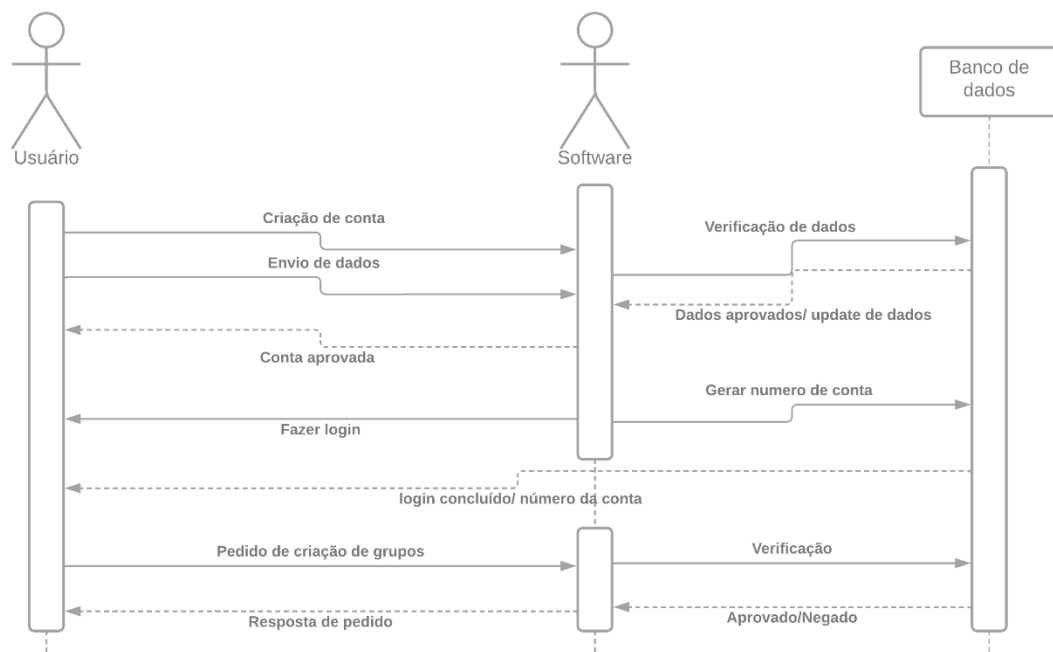 Banco de
dados
Usuário
Software
Criação de conta
Verificação de dados
Envio de dados
Dados aprovados/ update de dados
Conta aprovada
Gerar numero de conta
Fazer login
login concluído/ número da conta
Pedido de criação de grupos
Verificação
Resposta de pedido
Aprovado/Negado